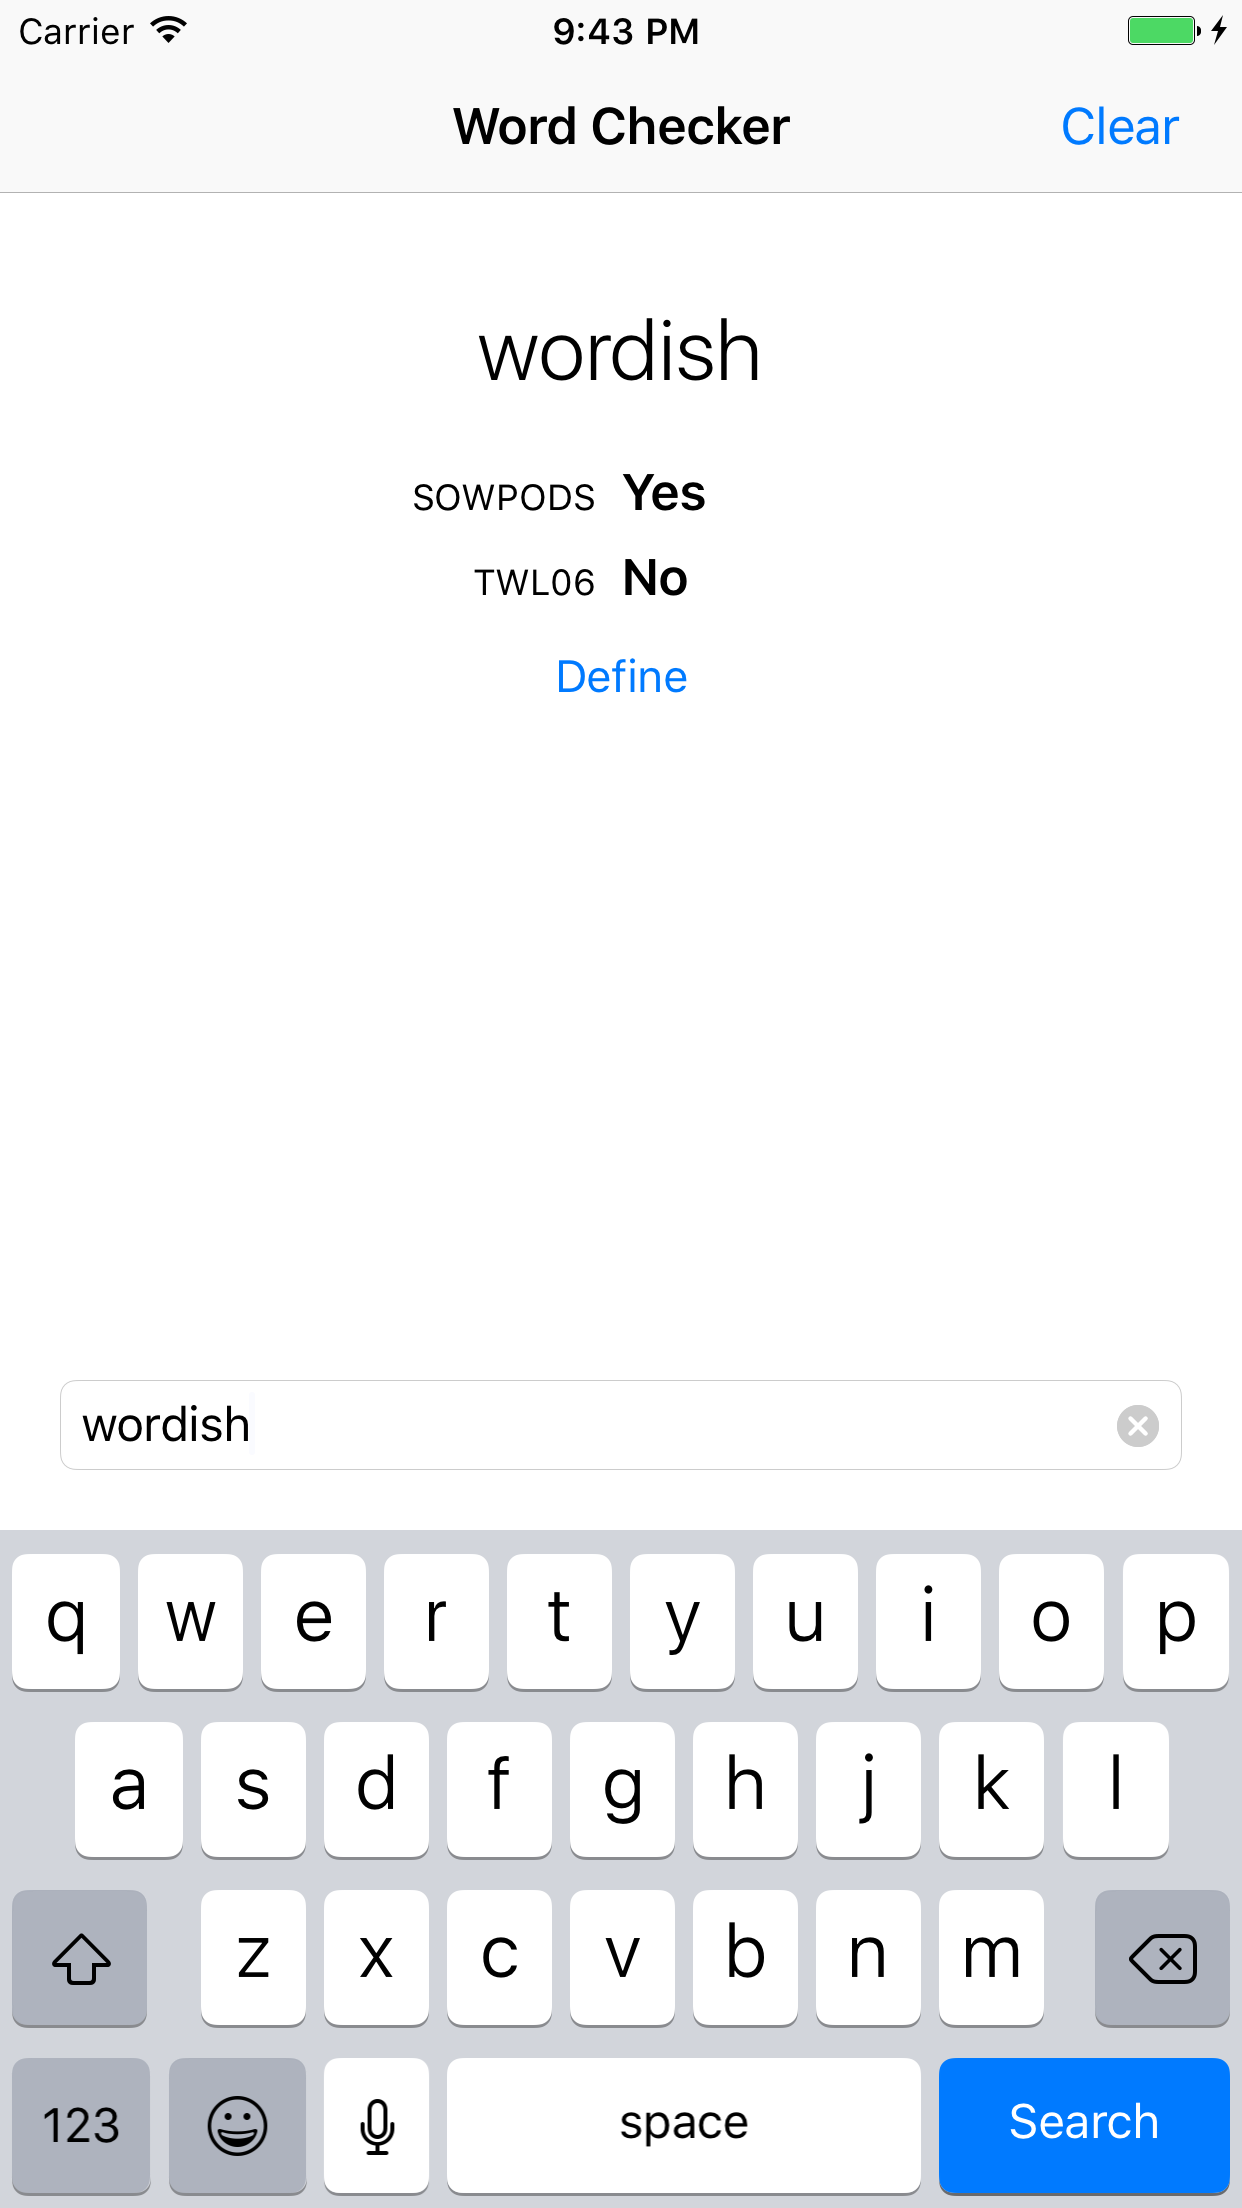 Carrier 9:43 PM
Word Checker Clear
wordish
SOWPODS Yes
TWL06 No
Define
wordish
q w e r t y u i o p
a s d f g h j k l
z x c v b n m
123 space Search